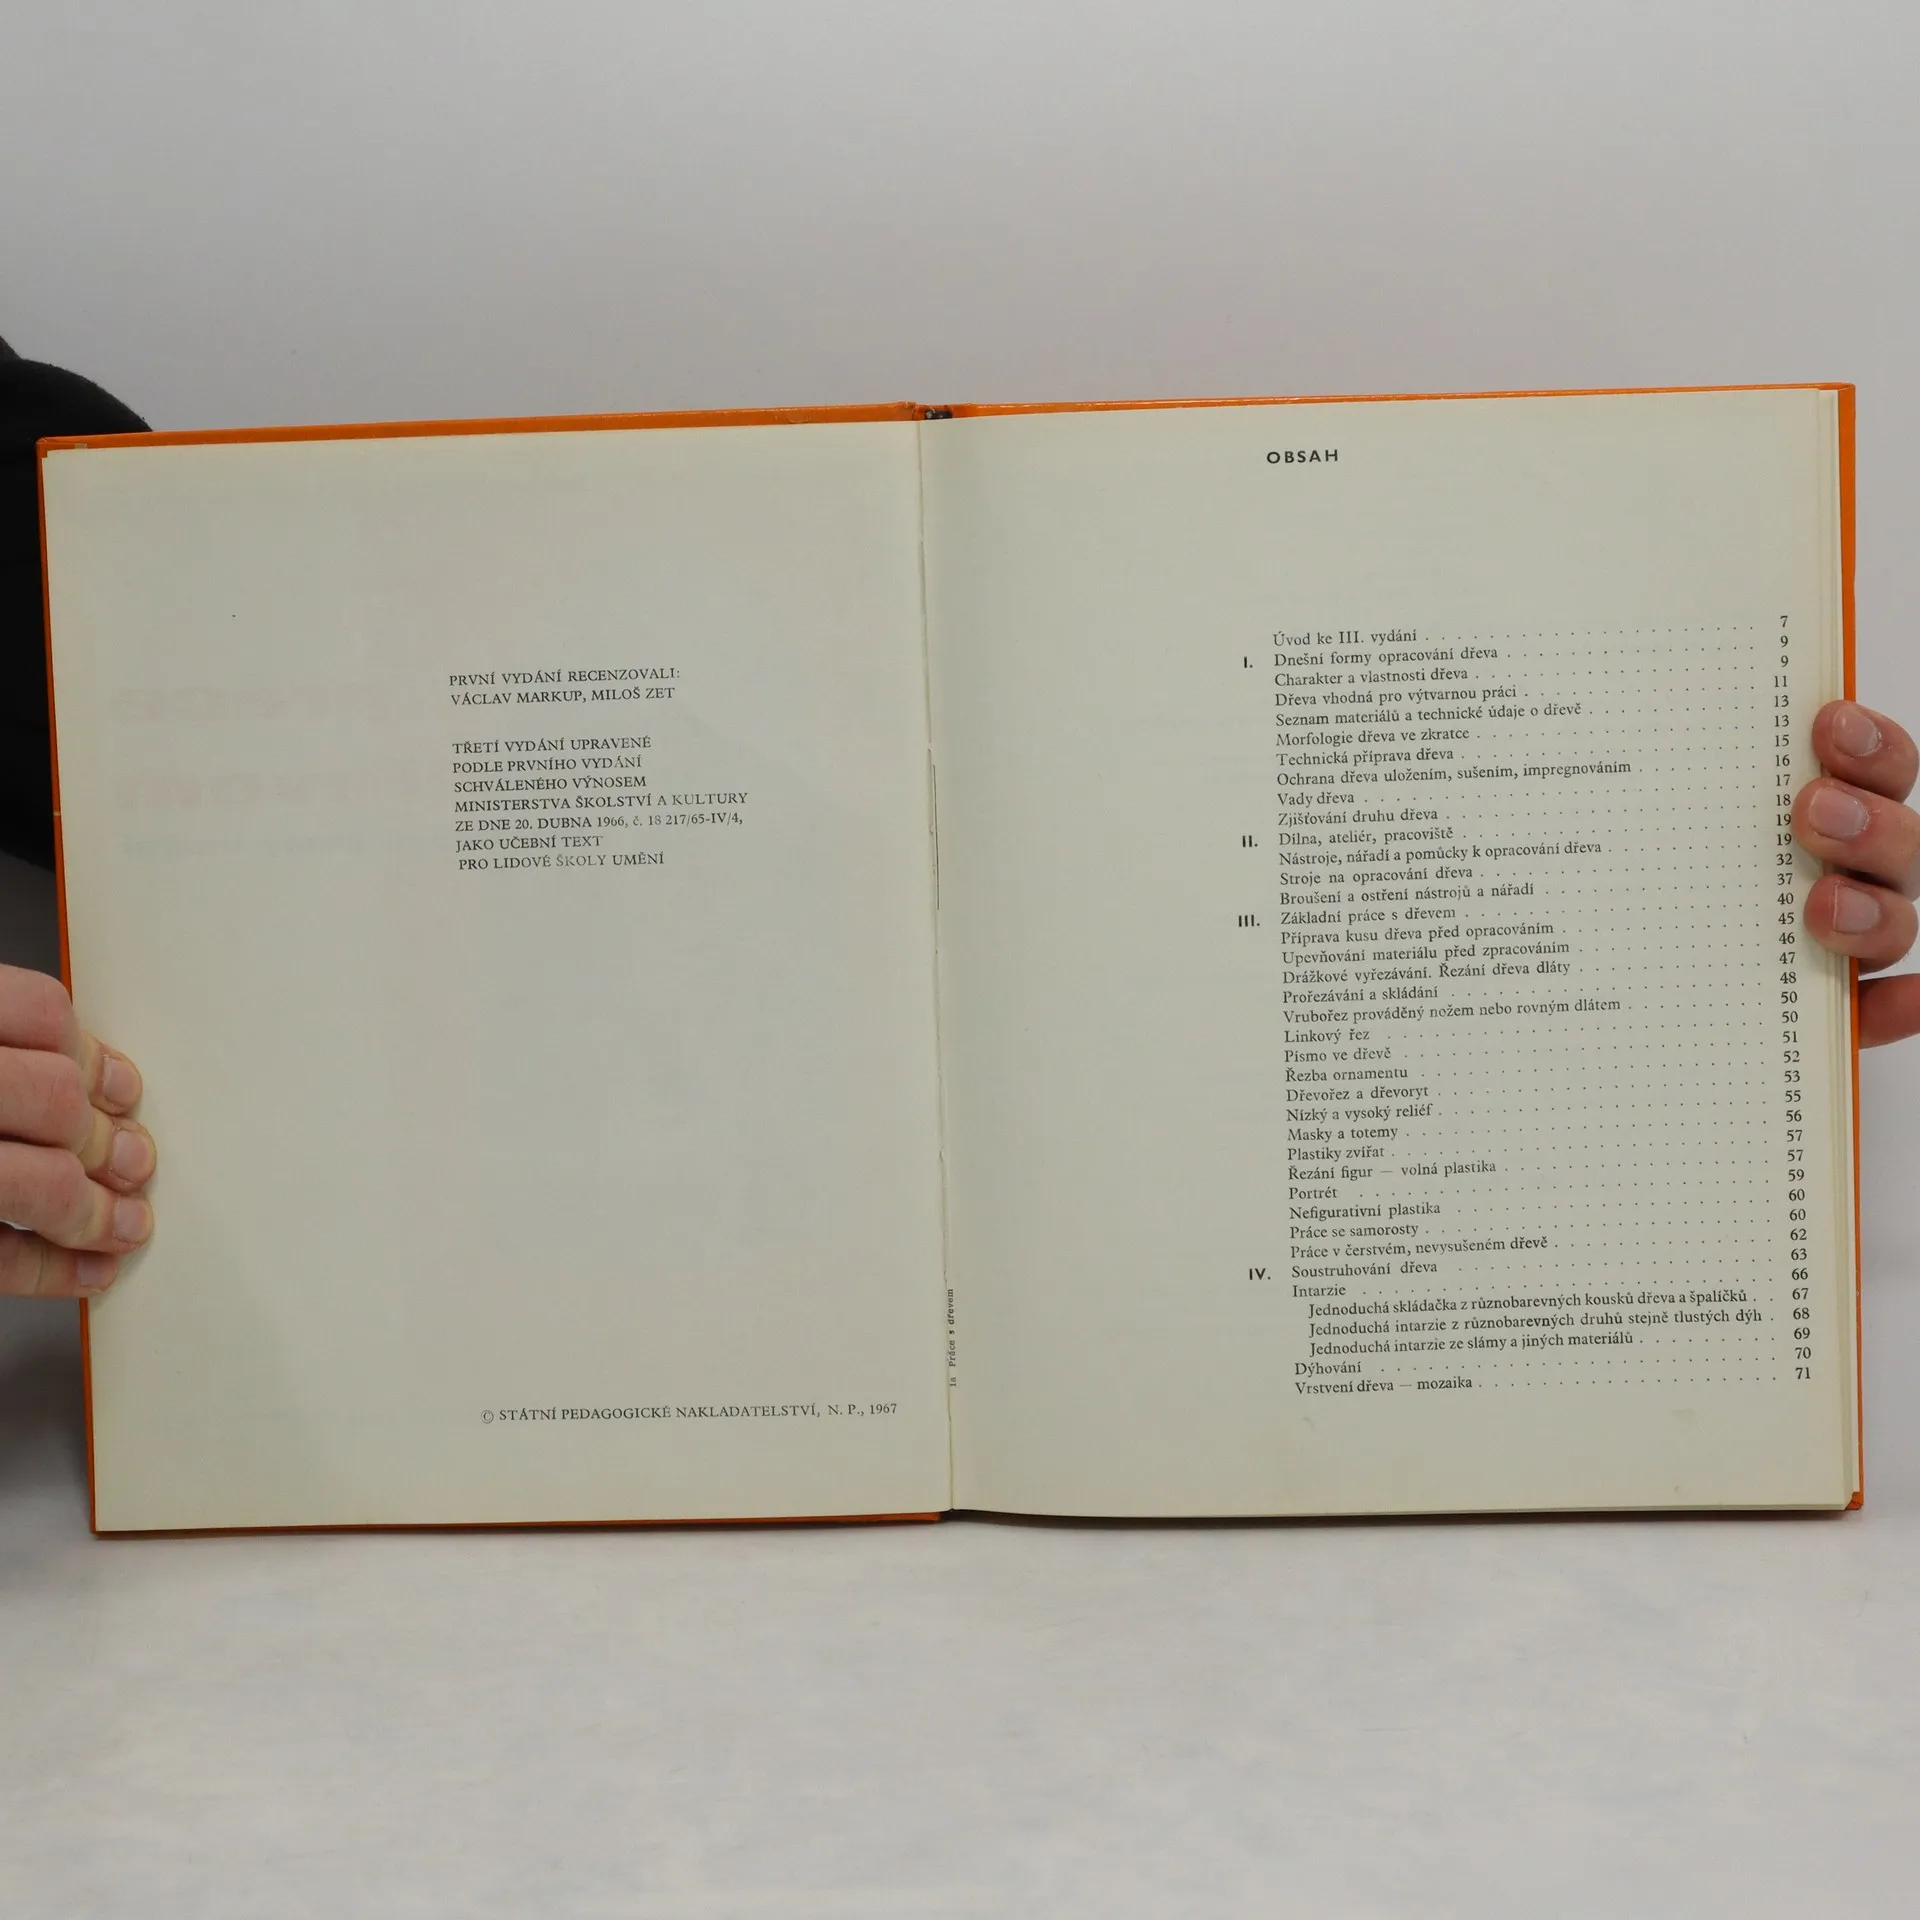 PRVNÍ VYDÁNÍ RECENZOVALI:
VÁCLAV MARKUP, MILOŠ ZET
TŘETÍ VYDÁNÍ UPRAVENÉ
PODLE PRVNÍHO VYDÁNÍ
SCHVÁLENÉHO VÝNOSEM
MINISTERSTVA ŠKOLSTVÍ A KULTURY
ZE DNE 20. DUBNA 1966, č. 18 217/65-IV/4,
JAKO UČEBNÍ TEXT
PRO LIDOVÉ ŠKOLY UMĚNÍ
© STÁTNÍ PEDAGOGICKÉ NAKLADATELSTVÍ, N. P., 1967
1a Práce s dřevem
OBSAH
Úvod ke III. vydání . . . 7
I. Dnešní formy opracování dřeva . . . 9
Charakter a vlastnosti dřeva . . . 9
Dřeva vhodná pro výtvarnou práci . . . 11
Seznam materiálů a technické údaje o dřevě . . . 13
Morfologie dřeva ve zkratce . . . 13
Technická příprava dřeva . . . 15
Ochrana dřeva uložením, sušením, impregnováním . . . 16
Vady dřeva . . . 17
Zjišťování druhu dřeva . . . 18
II. Dílna, ateliér, pracoviště . . . 19
Nástroje, nářadí a pomůcky k opracování dřeva . . . 19
Stroje na opracování dřeva . . . 32
Broušení a ostření nástrojů a nářadí . . . 37
III. Základní práce s dřevem . . . 40
Příprava kusu dřeva před opracováním . . . 45
Upevňování materiálu před zpracováním . . . 46
Drážkové vyřezávání. Řezání dřeva dláty . . . 47
Prořezávání a skládání . . . 48
Vrubořez prováděný nožem nebo rovným dlátem . . . 50
Linkový řez . . . 50
Písmo ve dřevě . . . 51
Řezba ornamentu . . . 52
Dřevořez a dřevoryt . . . 53
Nízký a vysoký reliéf . . . 55
Masky a totemy . . . 56
Plastiky zvířat . . . 57
Řezání figur — volná plastika . . . 57
Portrét . . . 59
Nefigurativní plastika . . . 60
Práce se samorosty . . . 60
Práce v čerstvém, nevysušeném dřevě . . . 62
IV. Soustruhování dřeva . . . 63
Intarzie . . . 66
Jednoduchá skládačka z různobarevných kousků dřeva a špalíčků . . . 67
Jednoduchá intarzie z různobarevných druhů stejně tlustých dýh . 68
Jednoduchá intarzie ze slámy a jiných materiálů . . . 69
Dýhování . . . 70
Vrstvení dřeva — mozaika . . . 71